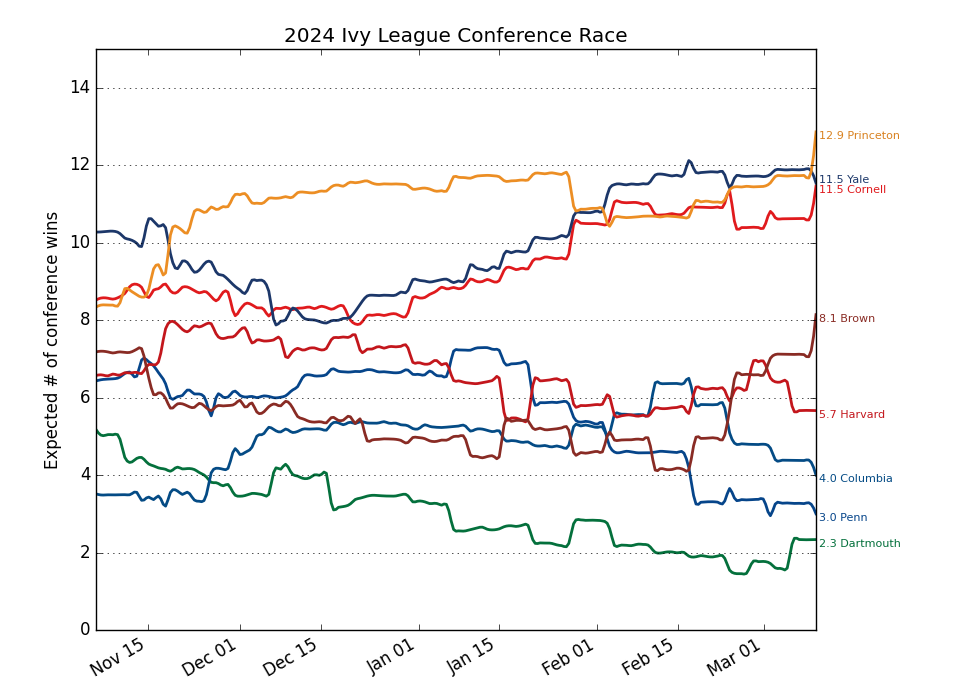 2024 Ivy League Conference Race
Expected # of conference wins
14
12
10
8
6
4
2
0
12.9 Princeton
11.5 Yale
11.5 Cornell
8.1 Brown
5.7 Harvard
4.0 Columbia
3.0 Penn
2.3 Dartmouth
Nov 15
Dec 01
Dec 15
Jan 01
Jan 15
Feb 01
Feb 15
Mar 01